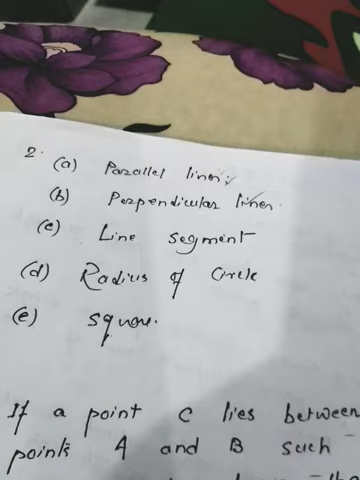 2. (a) Parallel lines.
(b) Perpendicular lines.
(c) Line segment
(d) Radius of Circle
(e) square.
If a point C lies between
points A and B such